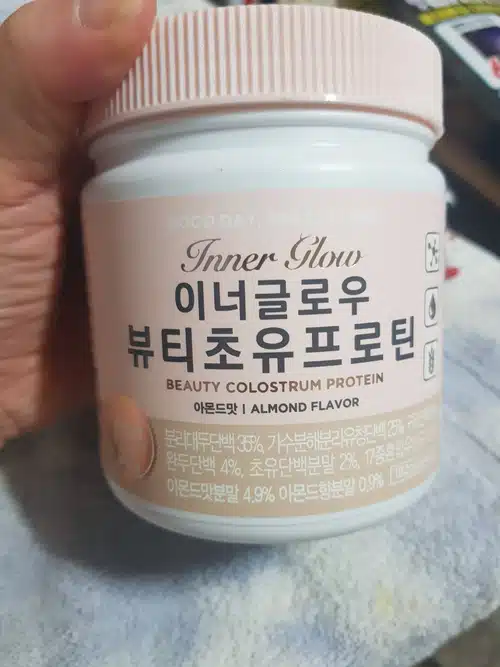 Inner Glow
이너글로우
뷰티초유프로틴
BEAUTY COLOSTRUM PROTEIN
아몬드맛 | ALMOND FLAVOR
분리대두단백 35%, 가수분해분리유청단백 25%,
완두단백 4%, 초유단백분말 2%,
아몬드맛분말 4.9% 아몬드향분말 0.9%